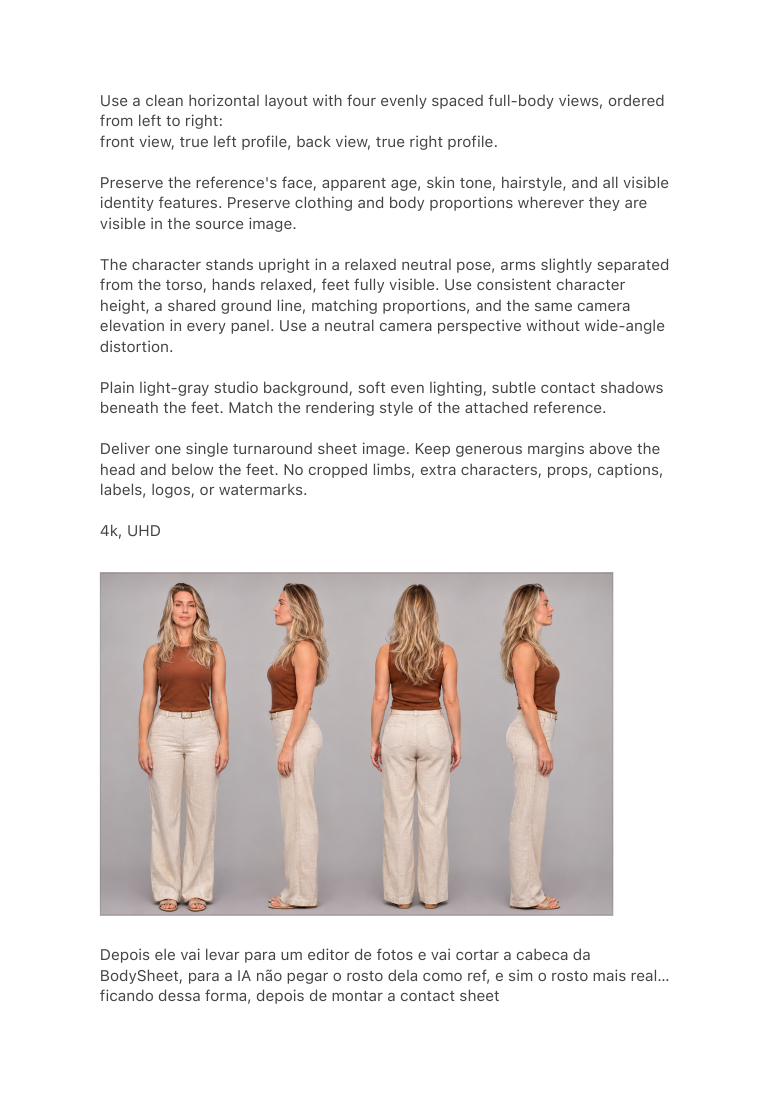 Use a clean horizontal layout with four evenly spaced full-body views, ordered
from left to right:
front view, true left profile, back view, true right profile.
Preserve the reference's face, apparent age, skin tone, hairstyle, and all visible
identity features. Preserve clothing and body proportions wherever they are
visible in the source image.
The character stands upright in a relaxed neutral pose, arms slightly separated
from the torso, hands relaxed, feet fully visible. Use consistent character
height, a shared ground line, matching proportions, and the same camera
elevation in every panel. Use a neutral camera perspective without wide-angle
distortion.
Plain light-gray studio background, soft even lighting, subtle contact shadows
beneath the feet. Match the rendering style of the attached reference.
Deliver one single turnaround sheet image. Keep generous margins above the
head and below the feet. No cropped limbs, extra characters, props, captions,
labels, logos, or watermarks.
4k, UHD
Depois ele vai levar para um editor de fotos e vai cortar a cabeca da
BodySheet, para a IA não pegar o rosto dela como ref, e sim o rosto mais real...
ficando dessa forma, depois de montar a contact sheet